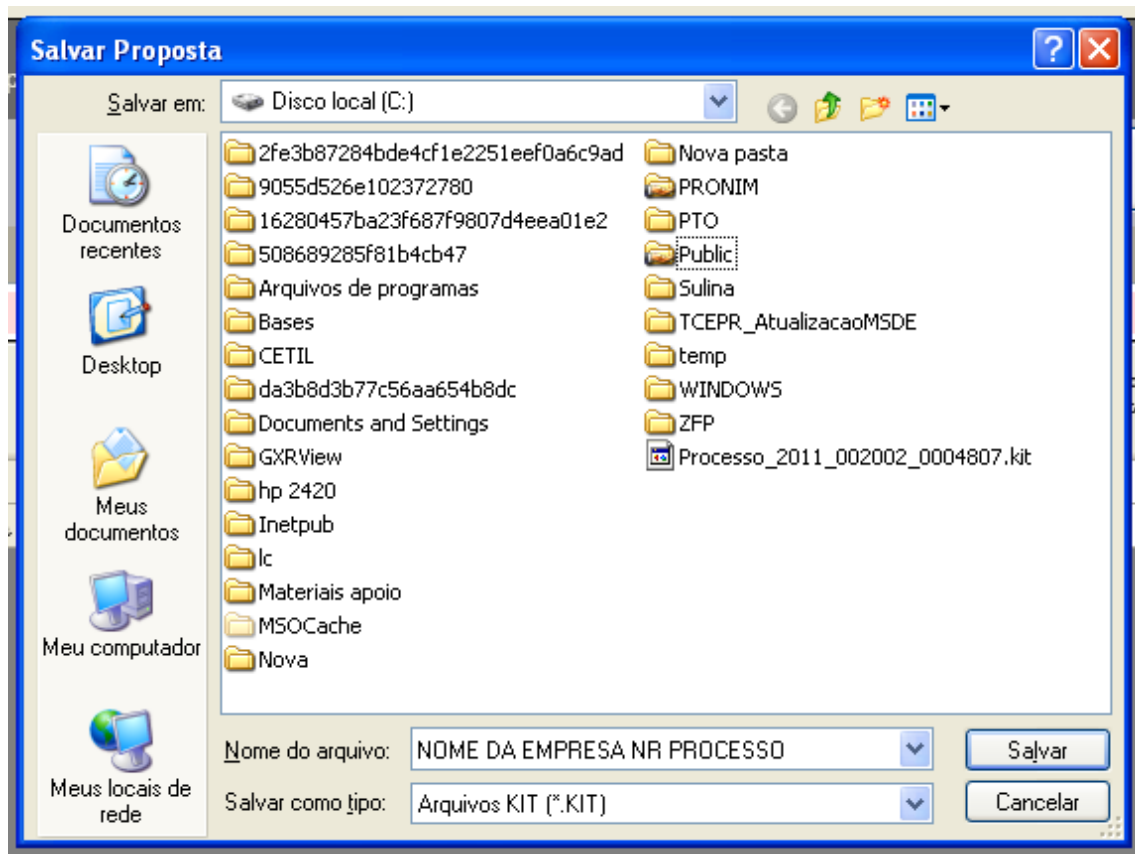 Salvar Proposta
Salvar em:
Disco local (C:)
Documentos
recentes
Desktop
Meus
documentos
Meu computador
Meus locais de
rede
2fe3b87284bde4cf1e2251eef0a6c9ad
9055d526e102372780
16280457ba23f687f9807d4eea01e2
508689285f81b4cb47
Arquivos de programas
Bases
CETIL
da3b8d3b77c56aa654b8dc
Documents and Settings
GXRView
hp 2420
Inetpub
lc
Materiais apoio
MSOCache
Nova
Nova pasta
PRONIM
PTO
Public
Sulina
TCEPR_AtualizacaoMSDE
temp
WINDOWS
ZFP
Processo_2011_002002_0004807.kit
Nome do arquivo:
NOME DA EMPRESA NR PROCESSO
Salvar
Salvar como tipo:
Arquivos KIT (*.KIT)
Cancelar